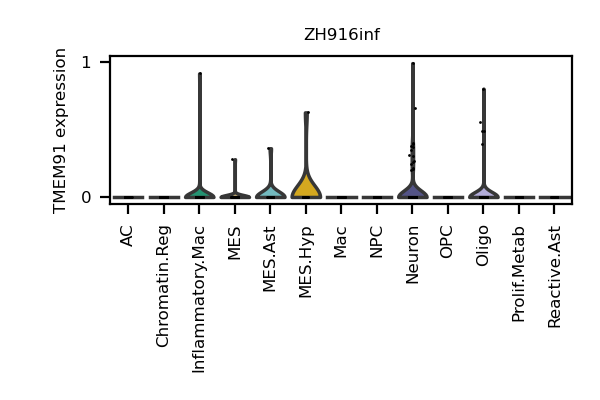 ZH916inf
TMEM91 expression
1
0
AC
Chromatin.Reg
Inflammatory.Mac
MES
MES.Ast
MES.Hyp
Mac
NPC
Neuron
OPC
Oligo
Prolif.Metab
Reactive.Ast